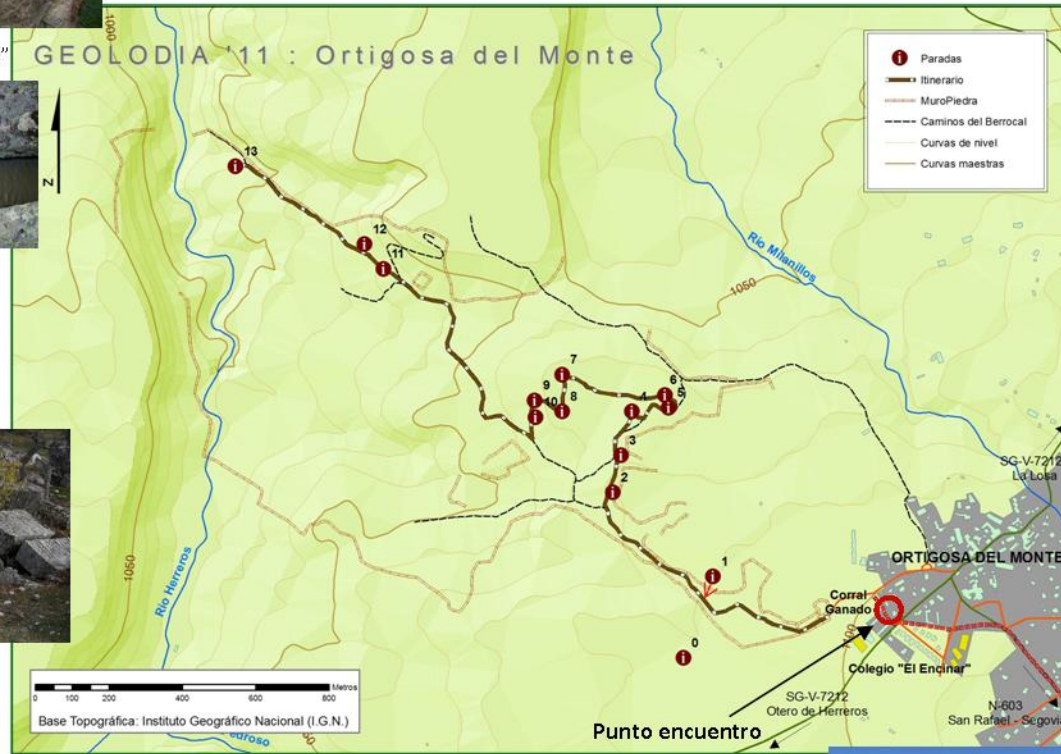 ”
1000
GEOLODIA '11 : Ortigosa del Monte
Paradas
Itinerario
MuroPiedra
Caminos del Berrocal
Curvas de nivel
Curvas maestras
N
13
12
11
Río Milanillos
1050
7
6
9
5
10
8
4
3
SG-V-7212
La Losa
2
ORTIGOSA DEL MONTE
1050
Río Herreros
1
Corral
Ganado
0
Colegio "El Encinar"
Metros
0 100 200 400 600 800
Base Topográfica: Instituto Geográfico Nacional (I.G.N.)
SG-V-7212
Otero de Herreros
N-603
San Rafael - Segovia
Punto encuentro